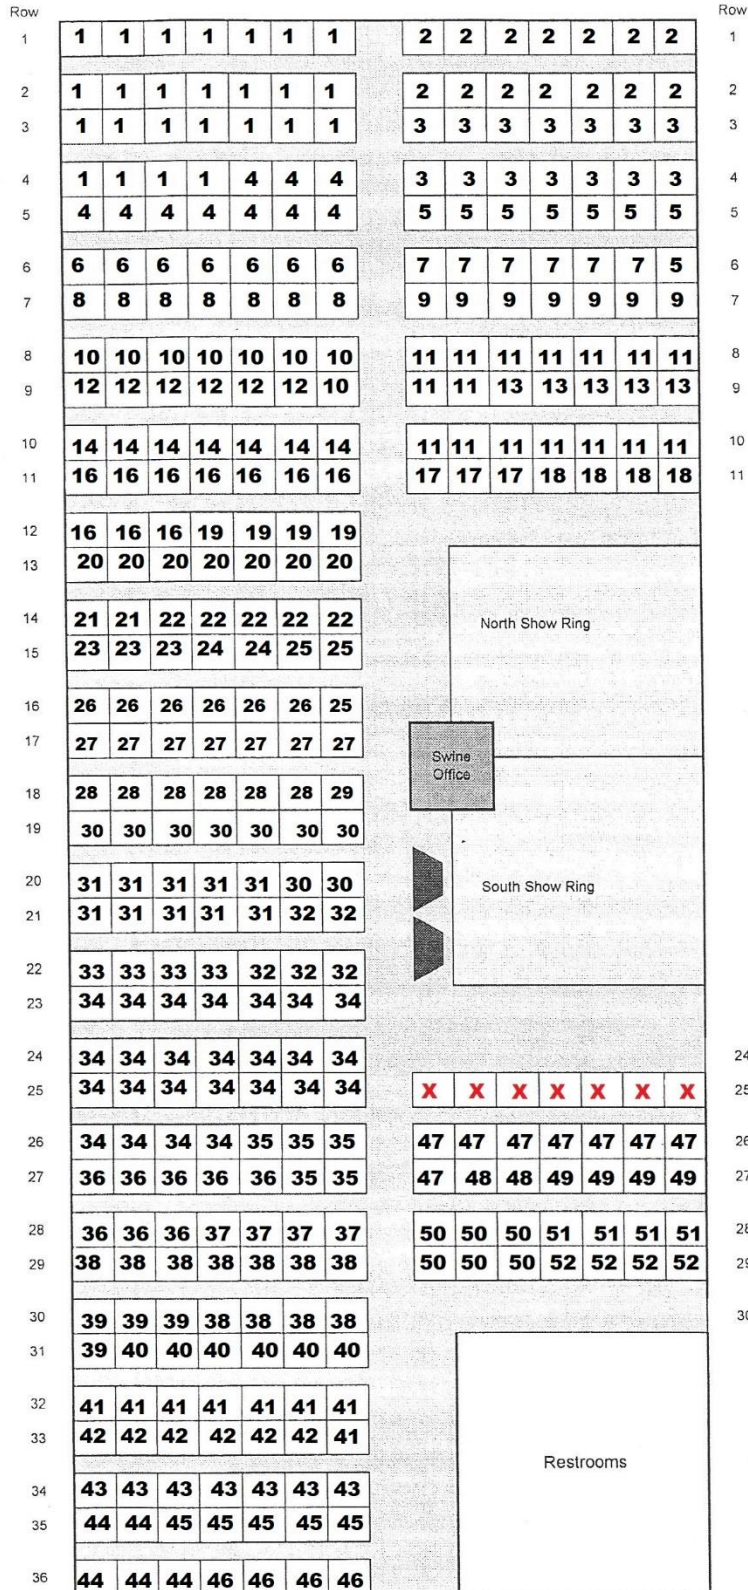 Row Row
1 1 1 1 1 1 1 1 2 2 2 2 2 2 2 1
2 1 1 1 1 1 1 1 2 2 2 2 2 2 2 2
3 1 1 1 1 1 1 1 3 3 3 3 3 3 3 3
4 1 1 1 1 4 4 4 3 3 3 3 3 3 3 4
5 4 4 4 4 4 4 4 5 5 5 5 5 5 5 5
6 6 6 6 6 6 6 6 7 7 7 7 7 7 5 6
7 8 8 8 8 8 8 8 9 9 9 9 9 9 9 7
8 10 10 10 10 10 10 10 11 11 11 11 11 11 11 8
9 12 12 12 12 12 12 10 11 11 13 13 13 13 13 9
10 14 14 14 14 14 14 14 11 11 11 11 11 11 11 10
11 16 16 16 16 16 16 16 17 17 17 18 18 18 18 11
12 16 16 16 19 19 19 19
13 20 20 20 20 20 20 20
14 21 21 22 22 22 22 22
North Show Ring
15 23 23 23 24 24 25 25
16 26 26 26 26 26 26 25
17 27 27 27 27 27 27 27
Swine
Office
18 28 28 28 28 28 28 29
19 30 30 30 30 30 30 30
20 31 31 31 31 31 30 30
South Show Ring
21 31 31 31 31 31 32 32
22 33 33 33 33 32 32 32
23 34 34 34 34 34 34 34
24 34 34 34 34 34 34 34 24
25 34 34 34 34 34 34 34 X X X X X X X 25
26 34 34 34 34 35 35 35 47 47 47 47 47 47 47 26
27 36 36 36 36 36 35 35 47 48 48 49 49 49 49 27
28 36 36 36 37 37 37 37 50 50 50 51 51 51 51 28
29 38 38 38 38 38 38 38 50 50 50 52 52 52 52 29
30 39 39 39 38 38 38 38 30
31 39 40 40 40 40 40 40
32 41 41 41 41 41 41 41
33 42 42 42 42 42 42 41
Restrooms
34 43 43 43 43 43 43 43
35 44 44 45 45 45 45 45
36 44 44 44 46 46 46 46